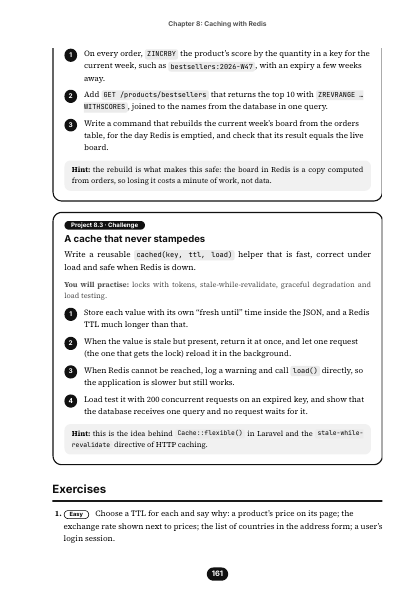 Chapter 8: Caching with Redis
1 On every order, ZINCRBY the product's score by the quantity in a key for the
current week, such as bestsellers:2026-W47, with an expiry a few weeks
away.
2 Add GET /products/bestsellers that returns the top 10 with ZREVRANGE …
WITHSCORES, joined to the names from the database in one query.
3 Write a command that rebuilds the current week's board from the orders
table, for the day Redis is emptied, and check that its result equals the live
board.
Hint: the rebuild is what makes this safe: the board in Redis is a copy computed
from orders, so losing it costs a minute of work, not data.
Project 8.3 · Challenge
A cache that never stampedes
Write a reusable cached(key, ttl, load) helper that is fast, correct under
load and safe when Redis is down.
You will practise: locks with tokens, stale-while-revalidate, graceful degradation and
load testing.
1 Store each value with its own “fresh until” time inside the JSON, and a Redis
TTL much longer than that.
2 When the value is stale but present, return it at once, and let one request
(the one that gets the lock) reload it in the background.
3 When Redis cannot be reached, log a warning and call load() directly, so
the application is slower but still works.
4 Load test it with 200 concurrent requests on an expired key, and show that
the database receives one query and no request waits for it.
Hint: this is the idea behind Cache::flexible() in Laravel and the stale-while-
revalidate directive of HTTP caching.
Exercises
1. Easy Choose a TTL for each and say why: a product's price on its page; the
exchange rate shown next to prices; the list of countries in the address form; a user's
login session.
161